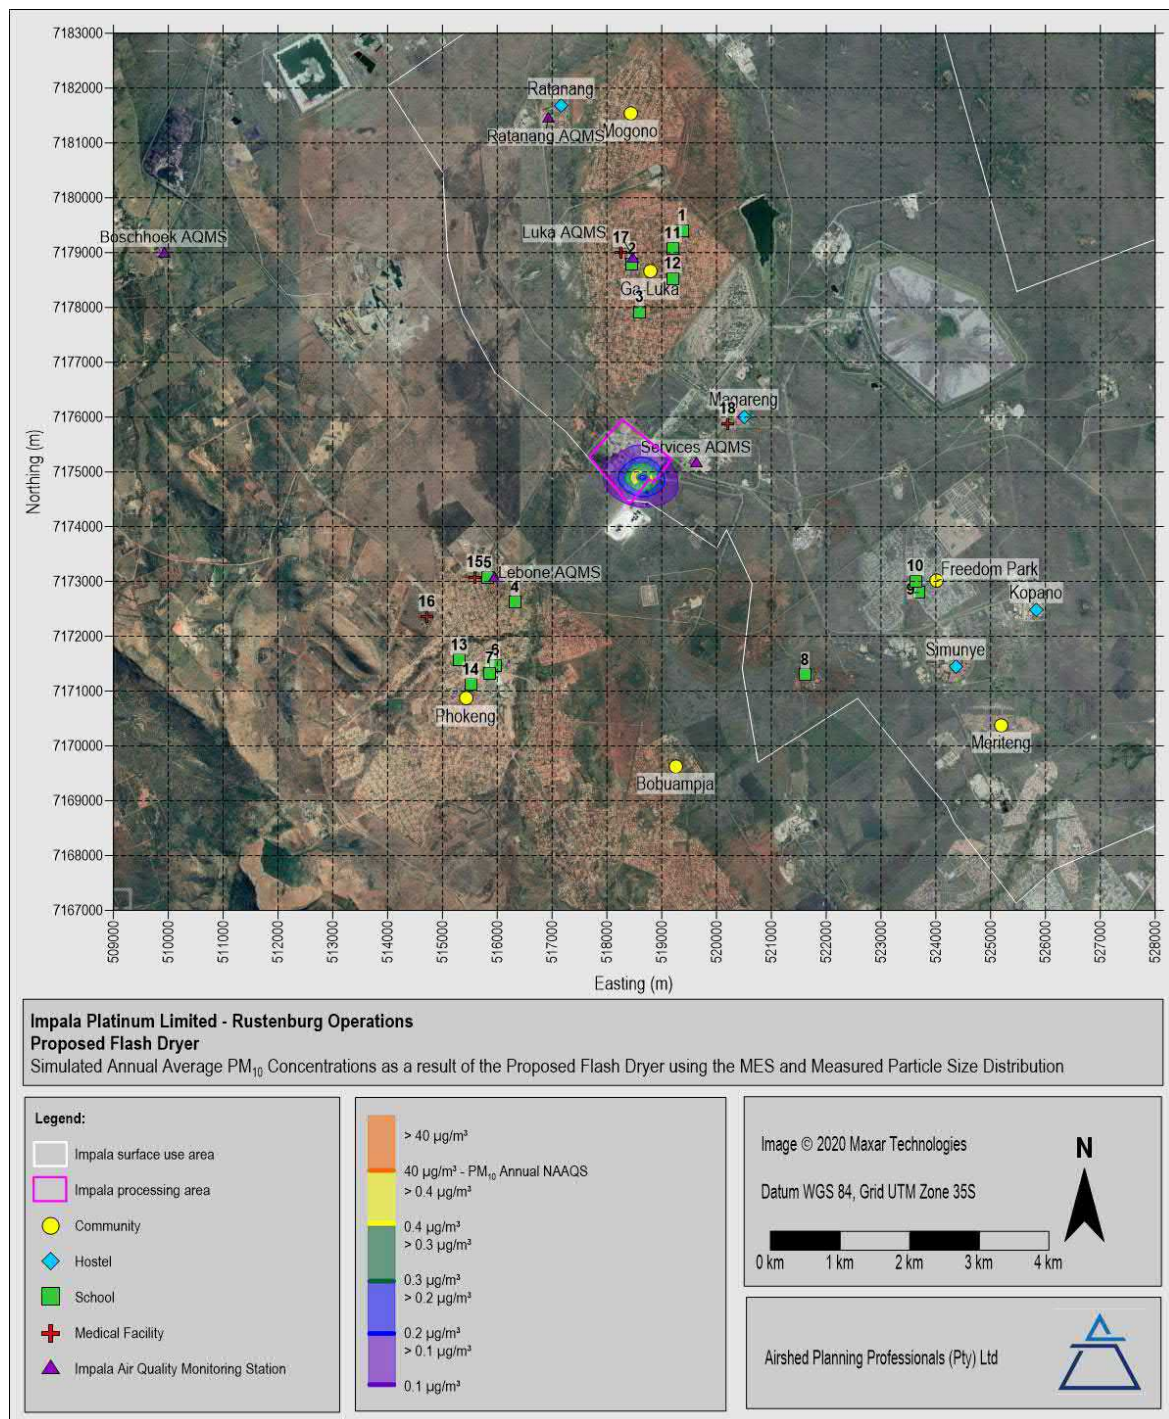 7183000
7182000
7181000
7180000
7179000
7178000
7177000
7176000
7175000
7174000
7173000
7172000
7171000
7170000
7169000
7168000
7167000
Northing (m)
Ratanang
Ratanang AQMS
Mogono
Boschhoek AQMS
Luka AQMS
1
17
11
2
12
Ga-Luka
3
Magareng
18
Services AQMS
155
Lebone AQMS
4
16
10
Freedom Park
9
Kopano
13
6
7
14
Phokeng
8
Simunye
Meriteng
Bobuampja
509000
510000
511000
512000
513000
514000
515000
516000
517000
518000
519000
520000
521000
522000
523000
524000
525000
526000
527000
528000
Easting (m)
Impala Platinum Limited - Rustenburg Operations
Proposed Flash Dryer
Simulated Annual Average PM₁₀ Concentrations as a result of the Proposed Flash Dryer using the MES and Measured Particle Size Distribution
Legend:
Impala surface use area
Impala processing area
Community
Hostel
School
Medical Facility
Impala Air Quality Monitoring Station
> 40 µg/m³
40 µg/m³ - PM₁₀ Annual NAAQS
> 0.4 µg/m³
0.4 µg/m³
> 0.3 µg/m³
0.3 µg/m³
> 0.2 µg/m³
0.2 µg/m³
> 0.1 µg/m³
0.1 µg/m³
Image © 2020 Maxar Technologies
N
Datum WGS 84, Grid UTM Zone 35S
0 km 1 km 2 km 3 km 4 km
Airshed Planning Professionals (Pty) Ltd